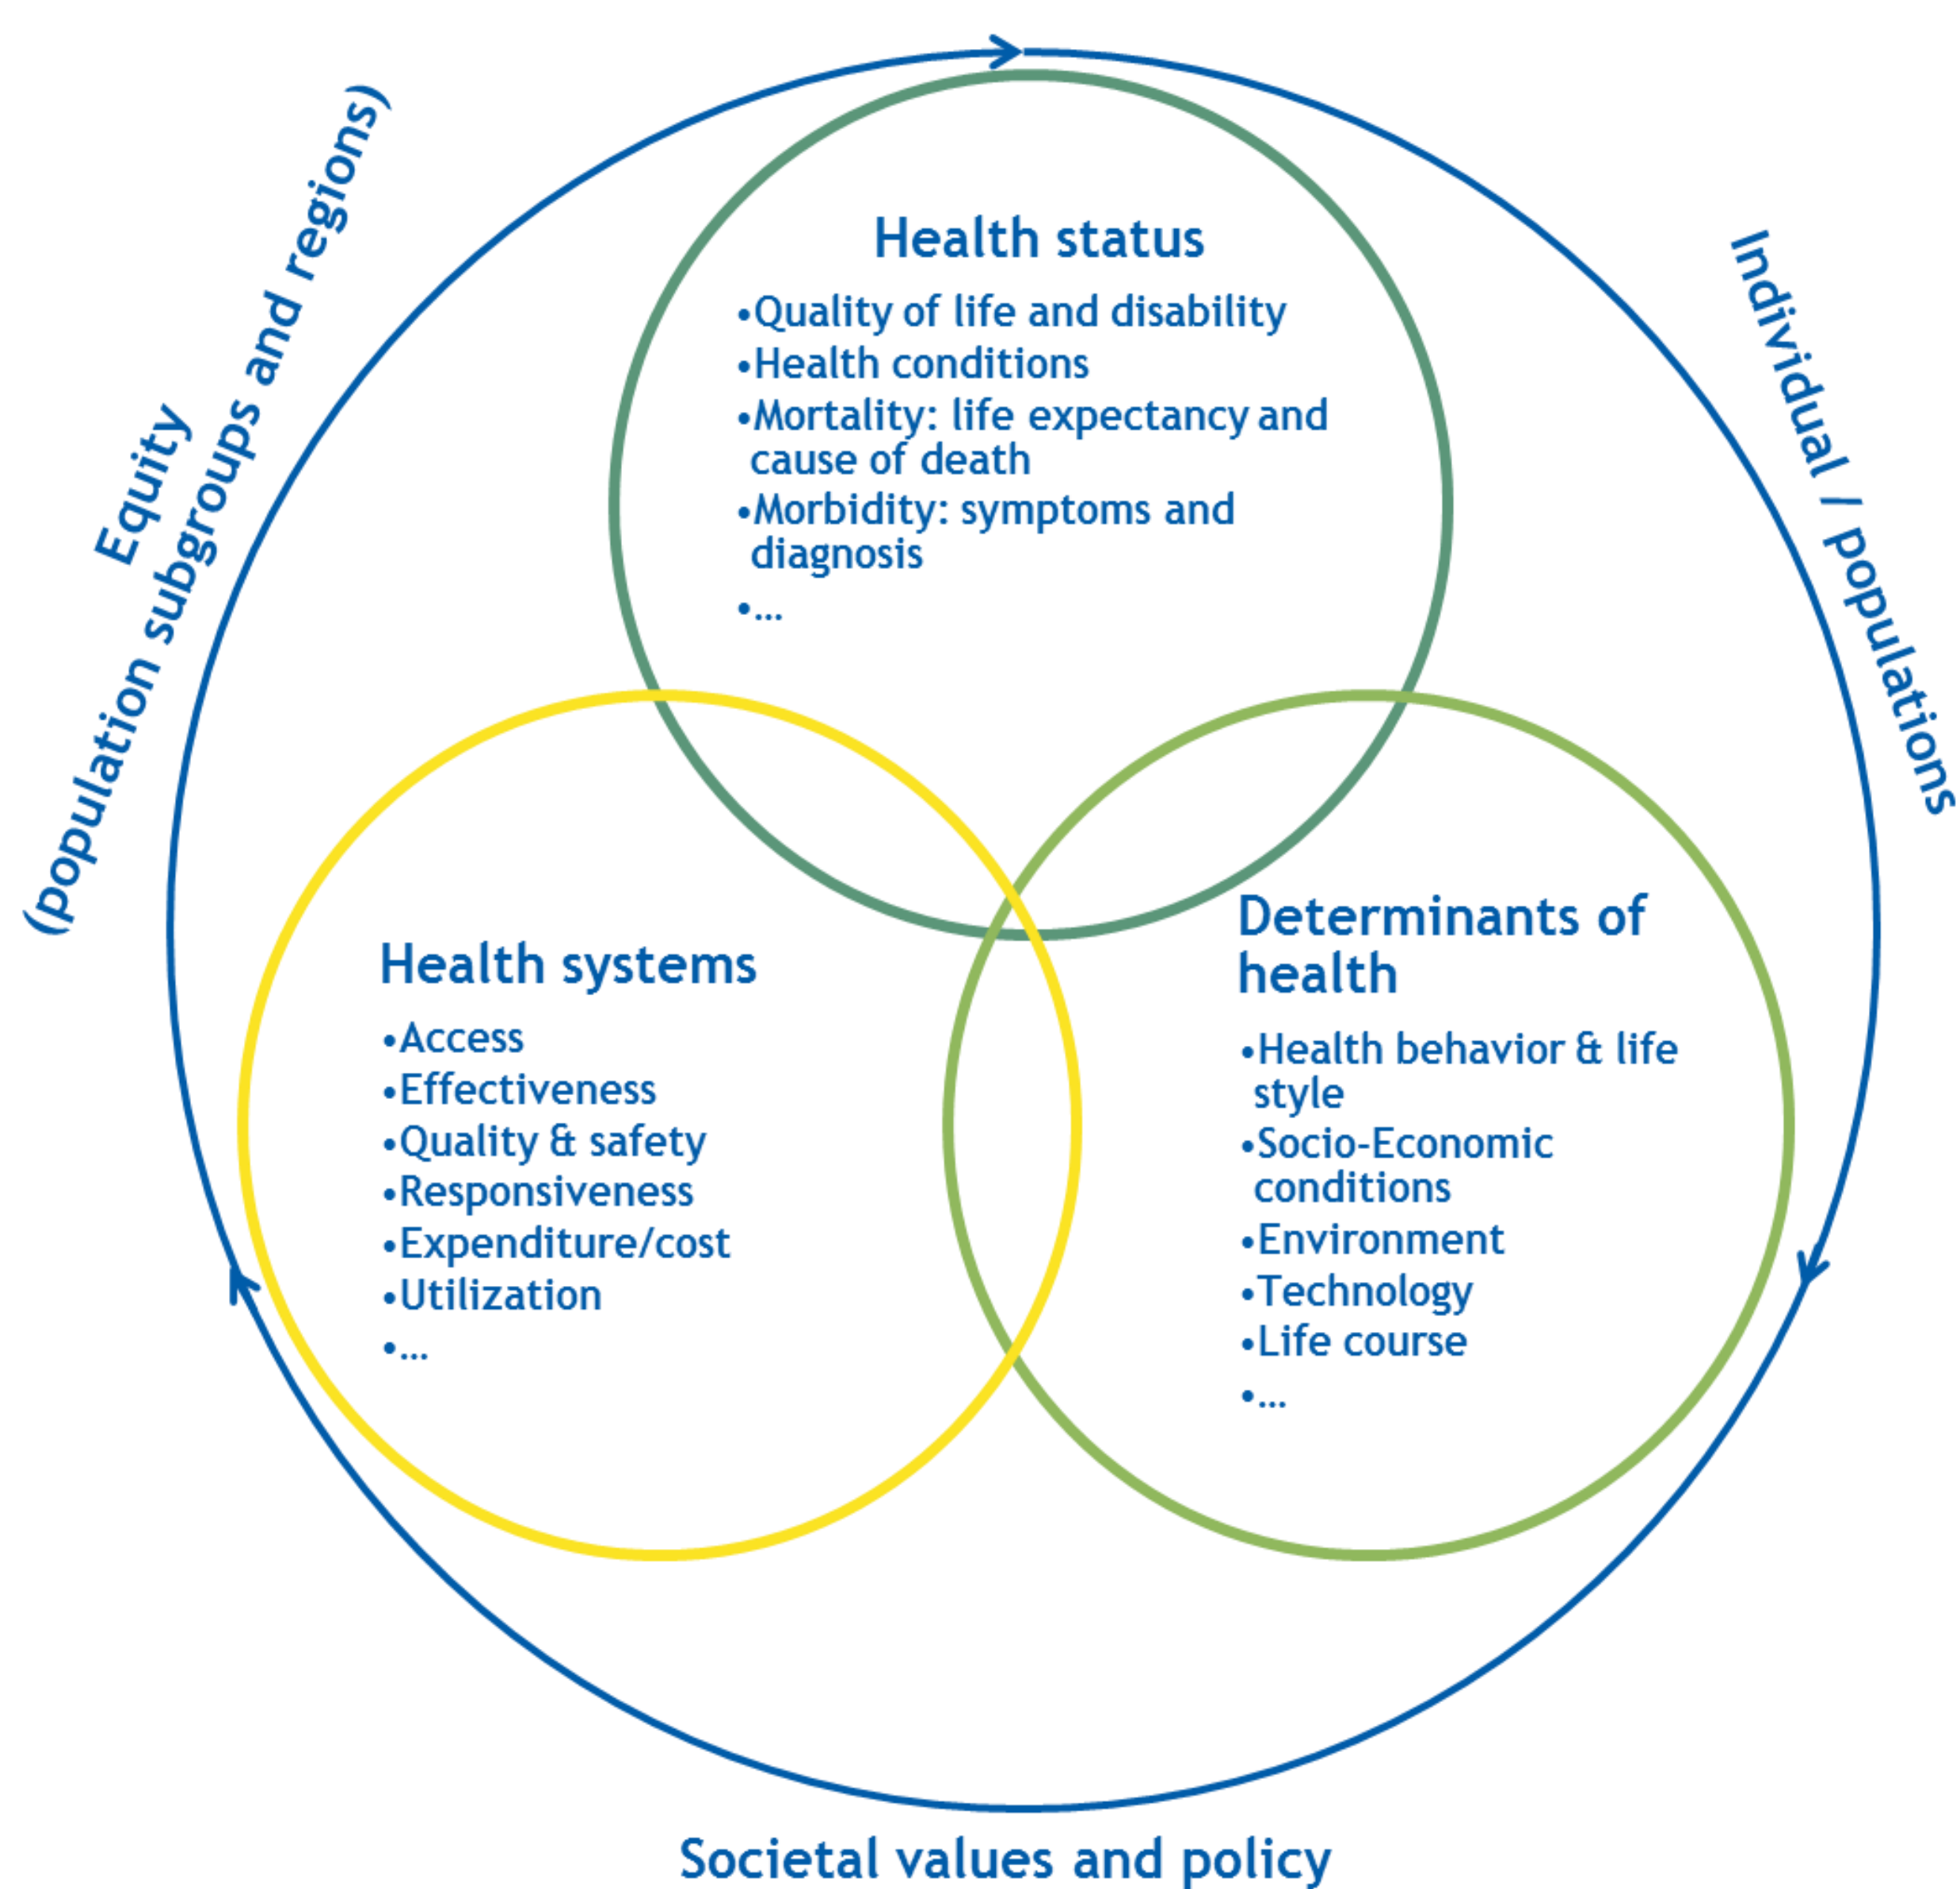 Equity
(population subgroups and regions)
Individual / populations
Health status
•Quality of life and disability
•Health conditions
•Mortality: life expectancy and
cause of death
•Morbidity: symptoms and
diagnosis
•...
Health systems
•Access
•Effectiveness
•Quality & safety
•Responsiveness
•Expenditure/cost
•Utilization
•...
Determinants of
health
•Health behavior & life
style
•Socio-Economic
conditions
•Environment
•Technology
•Life course
•...
Societal values and policy